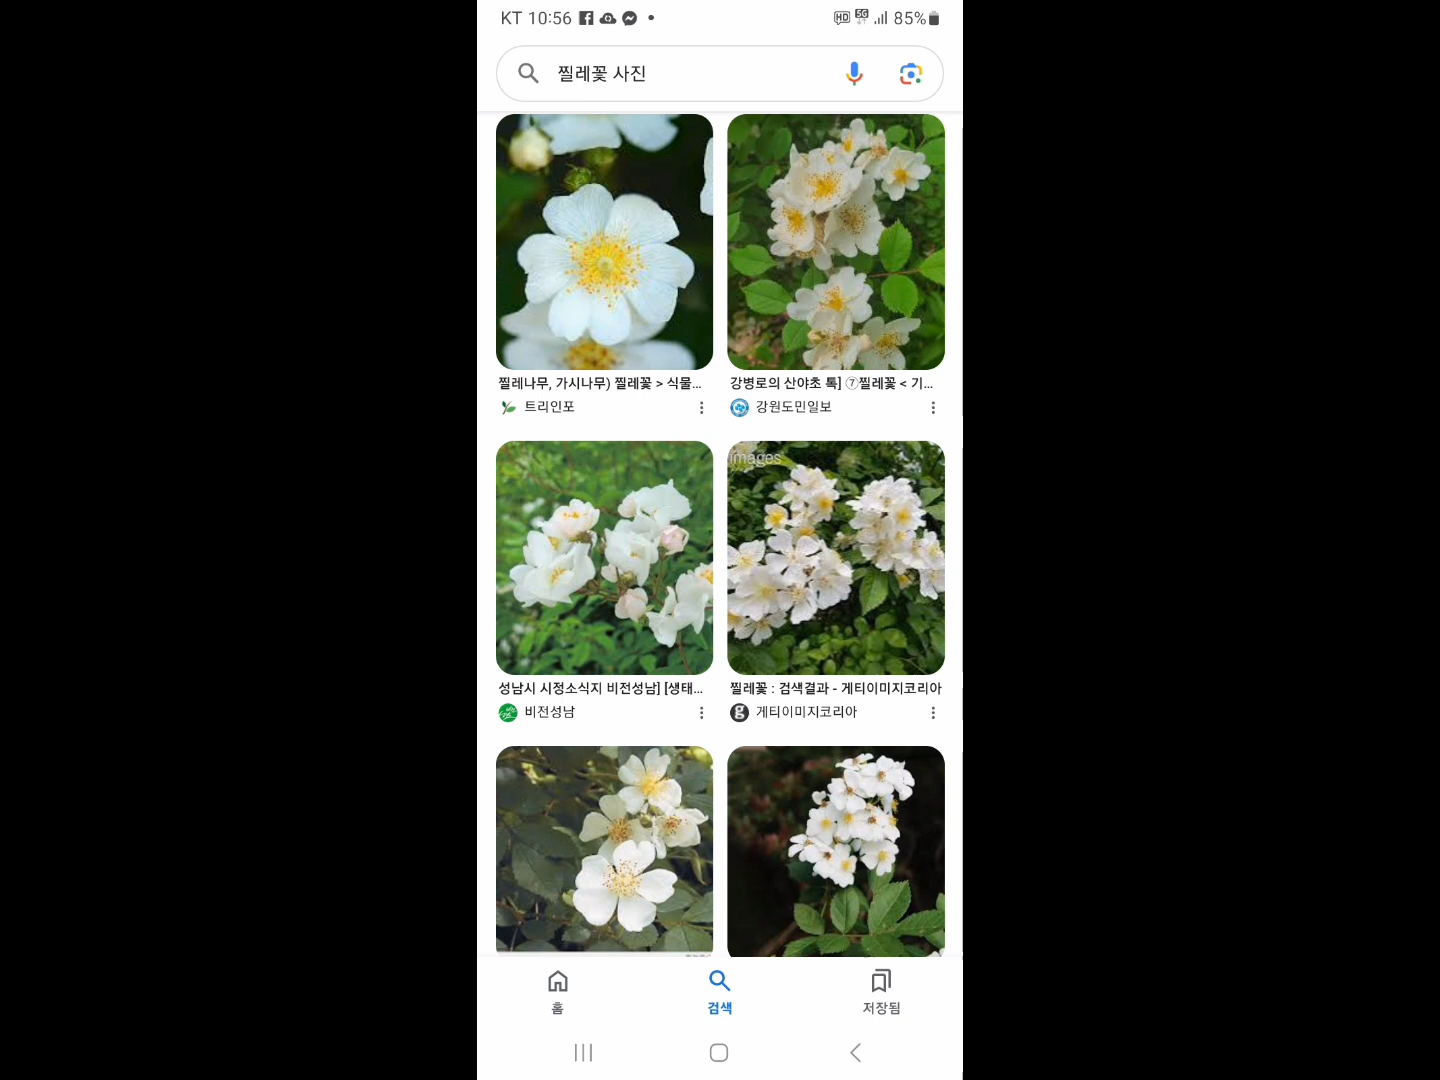 KT 10:56
HD 5G 85%
찔레꽃 사진
찔레나무, 가시나무) 찔레꽃 > 식물...
트리인포
강병로의 산야초 톡] ⑦찔레꽃 < 기...
강원도민일보
images
성남시 시정소식지 비전성남] [생태...
비전성남
찔레꽃 : 검색결과 - 게티이미지코리아
g 게티이미지코리아
홈
검색
저장됨